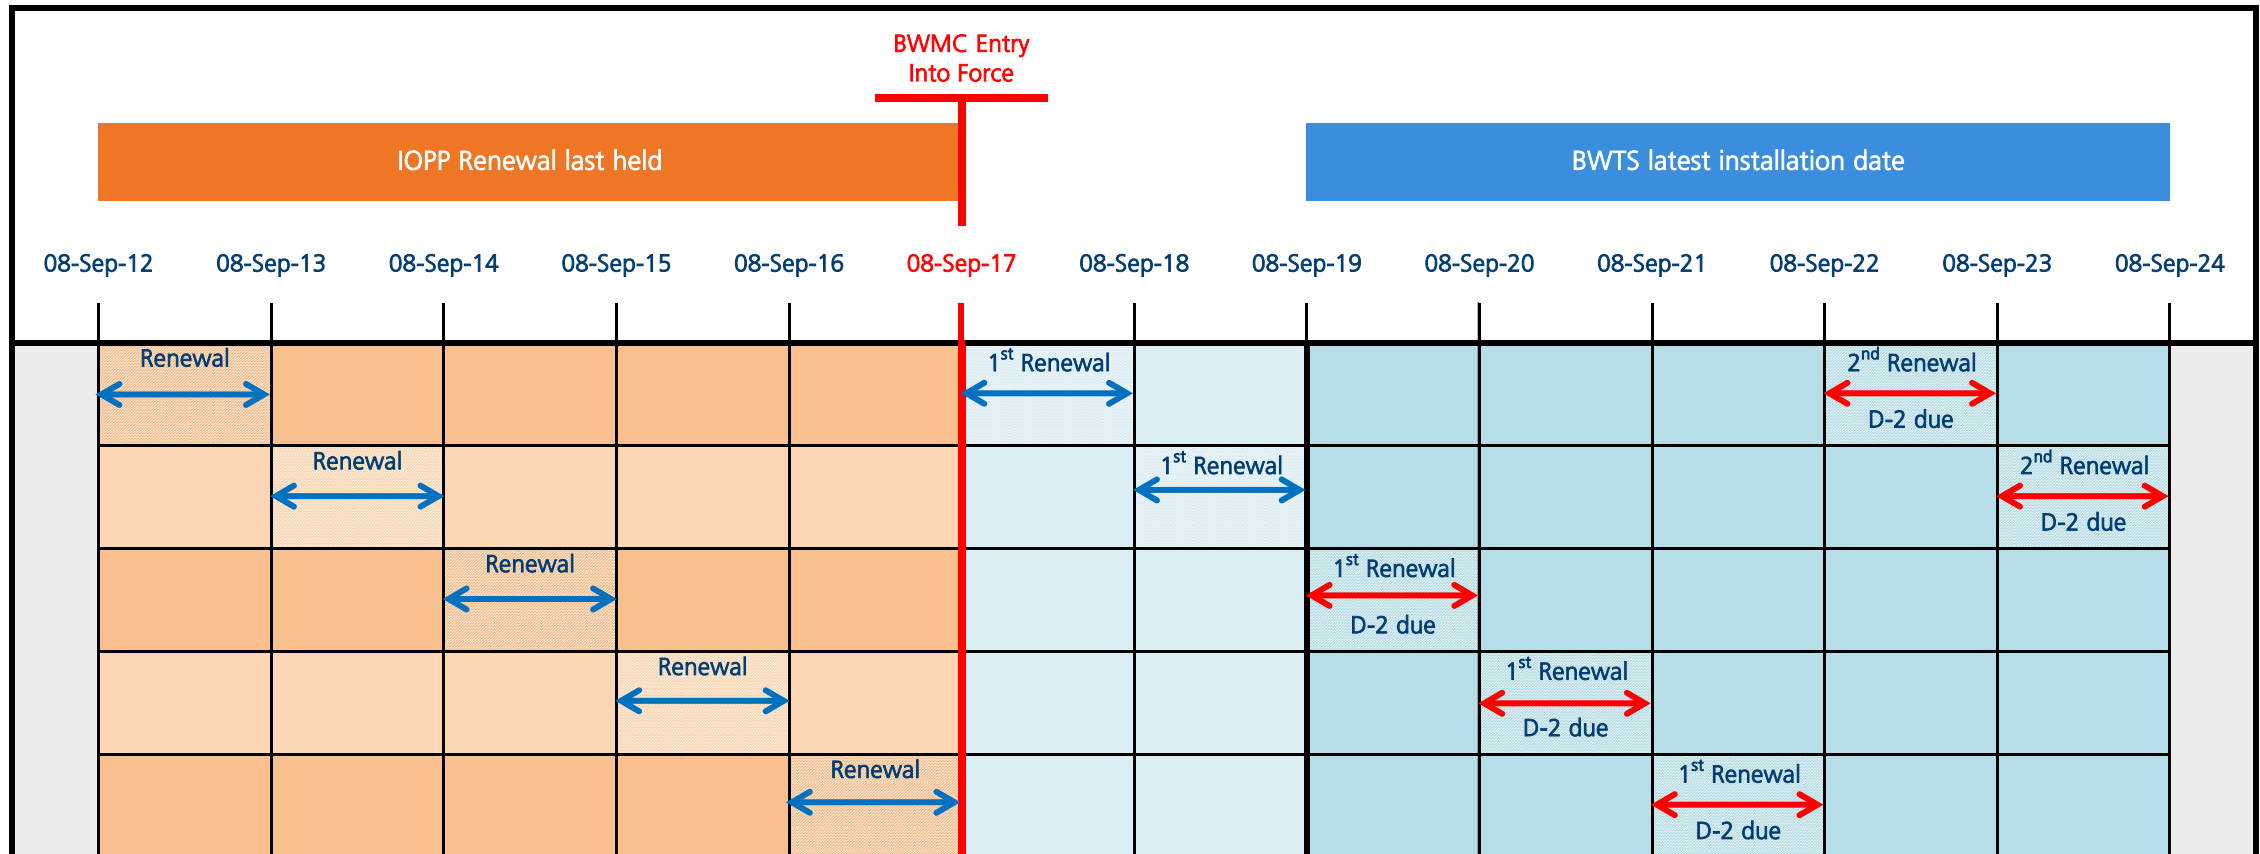 BWMC Entry
Into Force
IOPP Renewal last held
BWTS latest installation date
08-Sep-12 08-Sep-13 08-Sep-14 08-Sep-15 08-Sep-16 08-Sep-17 08-Sep-18 08-Sep-19 08-Sep-20 08-Sep-21 08-Sep-22 08-Sep-23 08-Sep-24
Renewal 1st Renewal 2nd Renewal
D-2 due
Renewal 1st Renewal 2nd Renewal
D-2 due
Renewal 1st Renewal
D-2 due
Renewal 1st Renewal
D-2 due
Renewal 1st Renewal
D-2 due